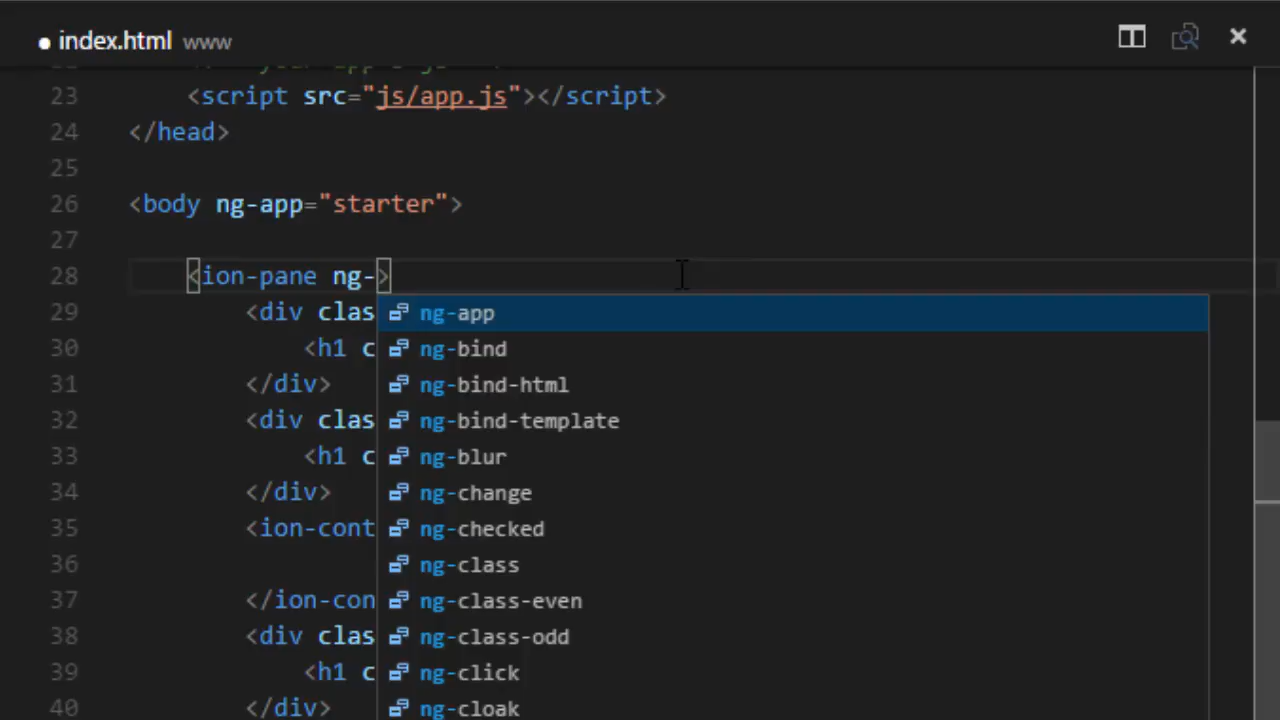 index.html www
23 <script src="js/app.js"></script>
24 </head>
25
26 <body ng-app="starter">
27
28 <ion-pane ng->
29 <div clas ng-app
30 <h1 c ng-bind
31 </div> ng-bind-html
32 <div clas ng-bind-template
33 <h1 c ng-blur
34 </div> ng-change
35 <ion-cont ng-checked
36 ng-class
37 </ion-con ng-class-even
38 <div clas ng-class-odd
39 <h1 c ng-click
40 </div> ng-cloak